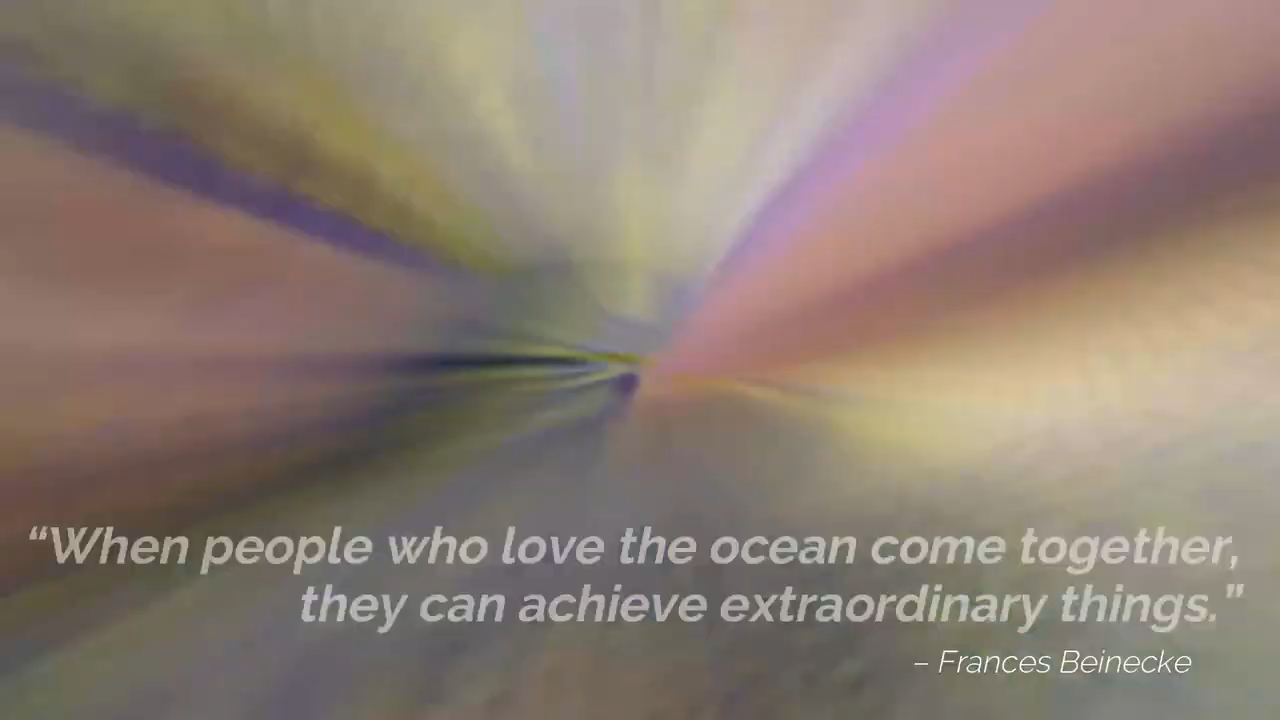 “When people who love the ocean come together,
they can achieve extraordinary things.”
– Frances Beinecke